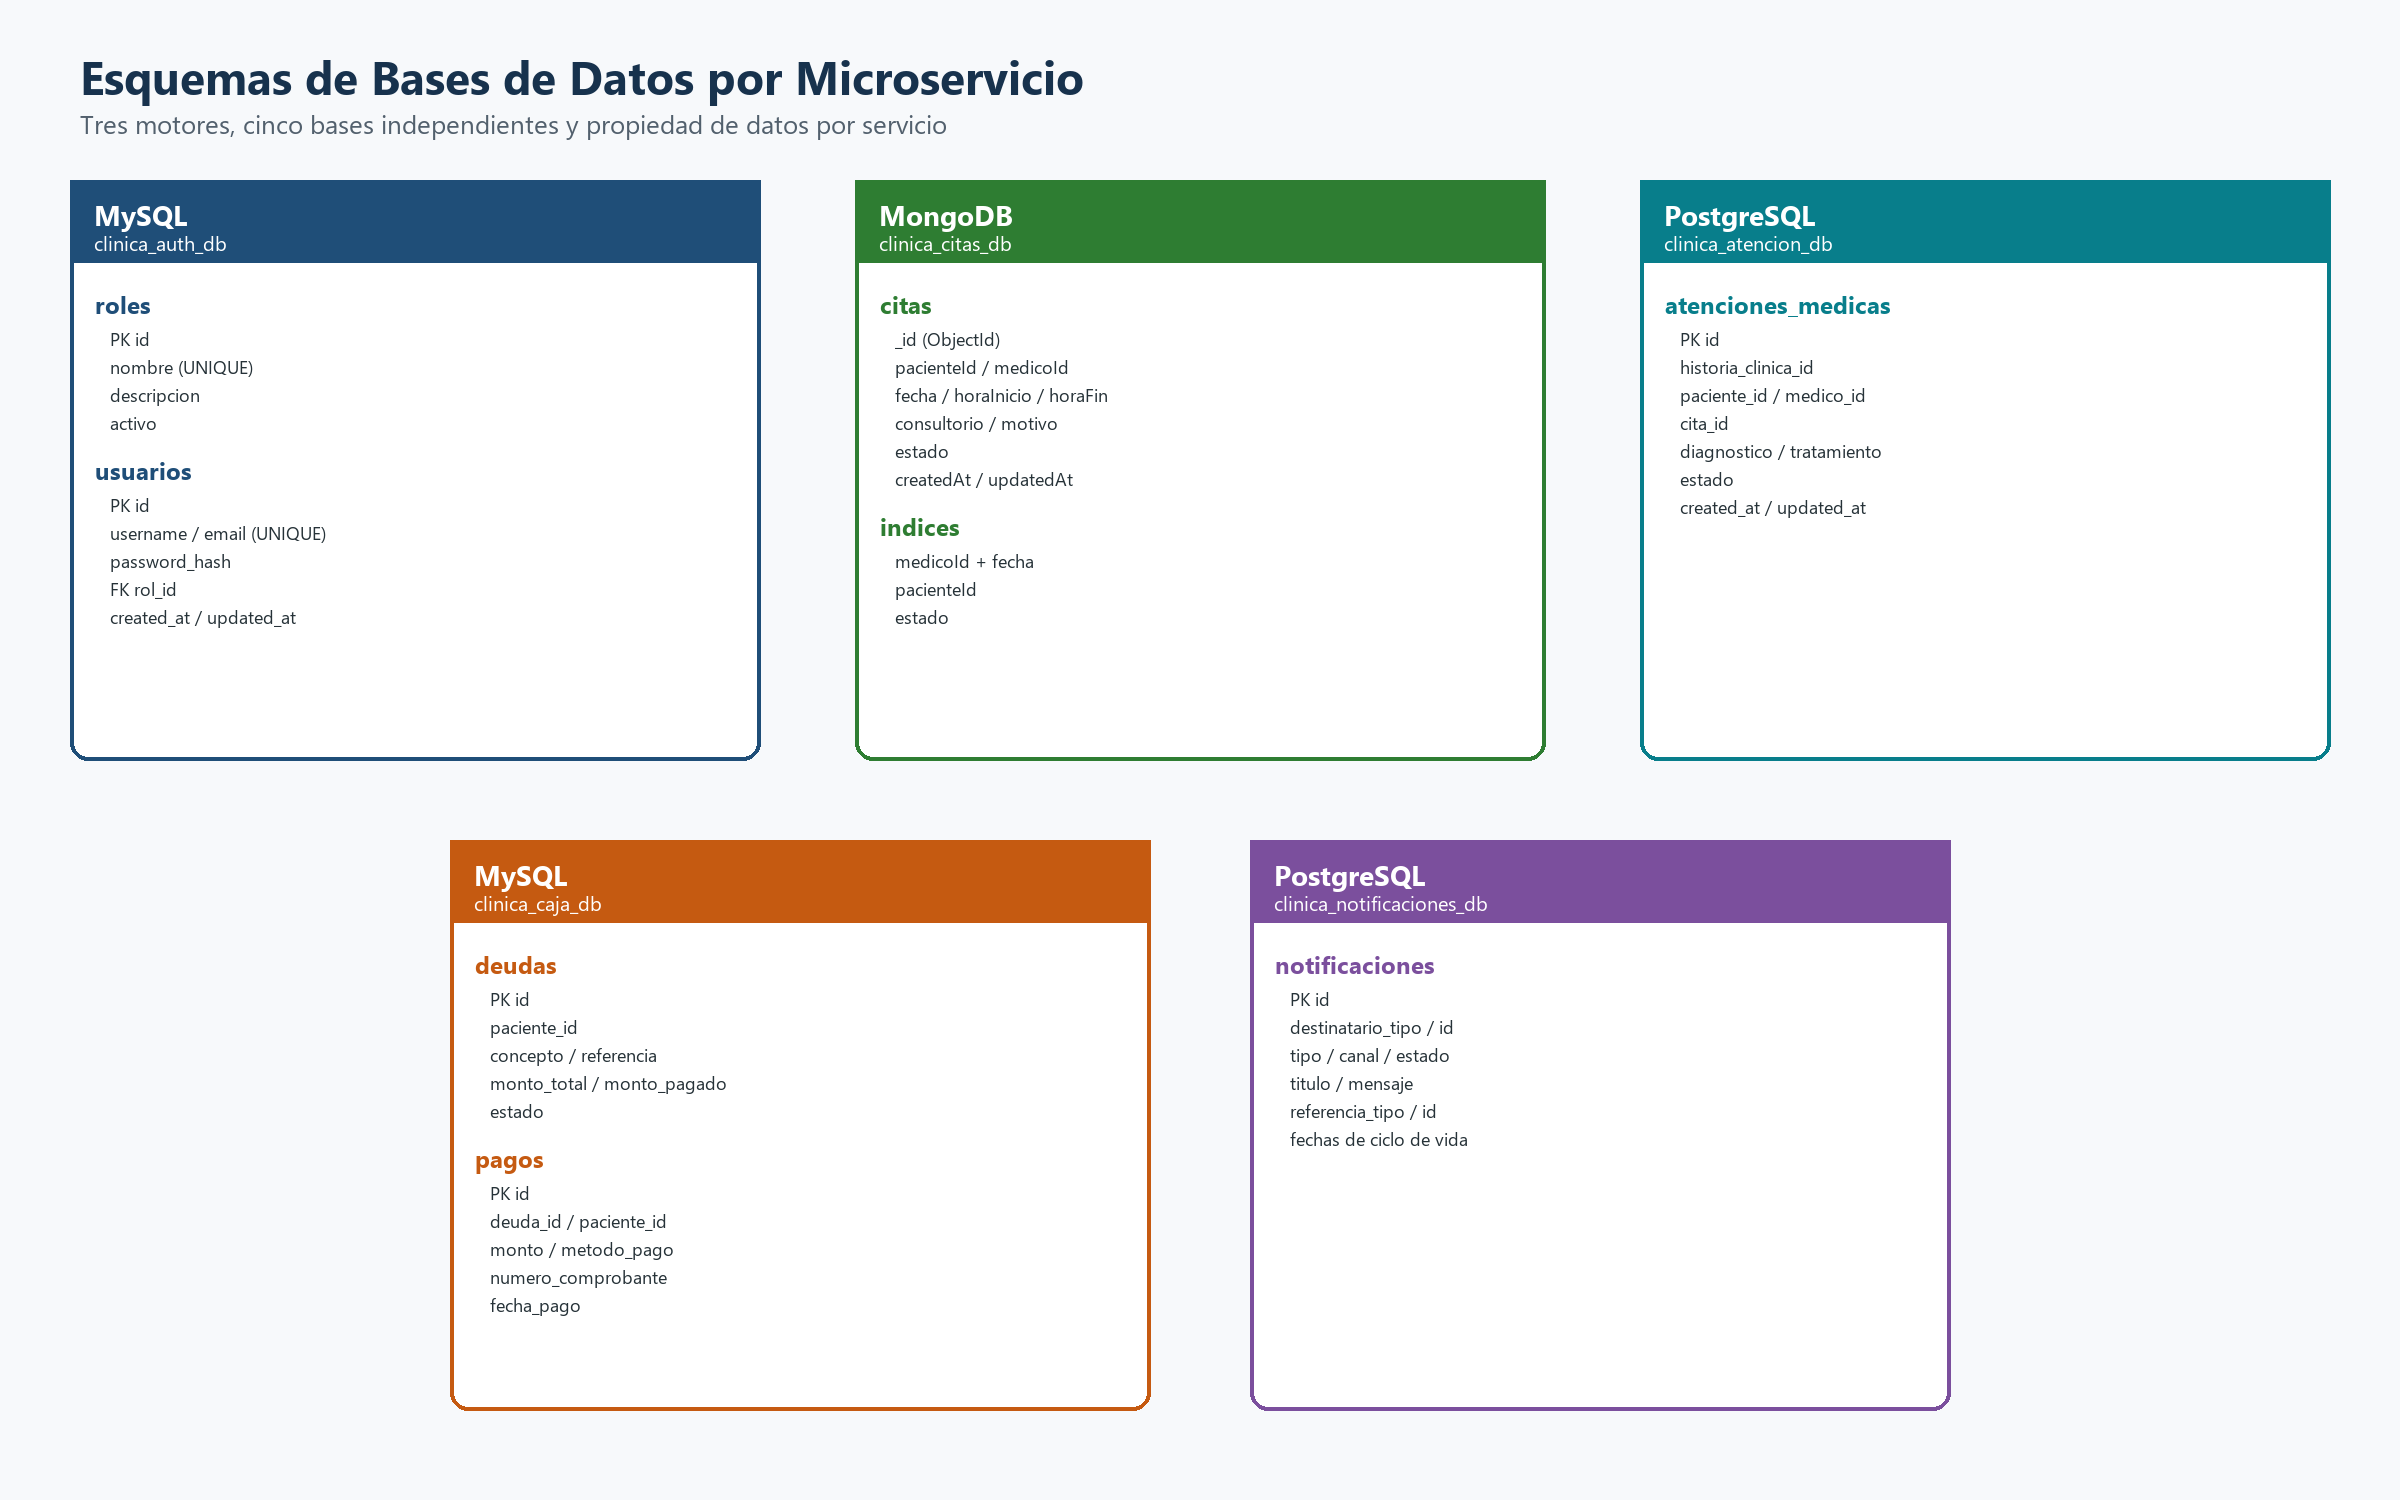 Esquemas de Bases de Datos por Microservicio
Tres motores, cinco bases independientes y propiedad de datos por servicio
MySQL
clinica_auth_db
roles
PK id
nombre (UNIQUE)
descripcion
activo
usuarios
PK id
username / email (UNIQUE)
password_hash
FK rol_id
created_at / updated_at
MongoDB
clinica_citas_db
citas
_id (ObjectId)
pacienteId / medicoId
fecha / horaInicio / horaFin
consultorio / motivo
estado
createdAt / updatedAt
indices
medicoId + fecha
pacienteId
estado
PostgreSQL
clinica_atencion_db
atenciones_medicas
PK id
historia_clinica_id
paciente_id / medico_id
cita_id
diagnostico / tratamiento
estado
created_at / updated_at
MySQL
clinica_caja_db
deudas
PK id
paciente_id
concepto / referencia
monto_total / monto_pagado
estado
pagos
PK id
deuda_id / paciente_id
monto / metodo_pago
numero_comprobante
fecha_pago
PostgreSQL
clinica_notificaciones_db
notificaciones
PK id
destinatario_tipo / id
tipo / canal / estado
titulo / mensaje
referencia_tipo / id
fechas de ciclo de vida